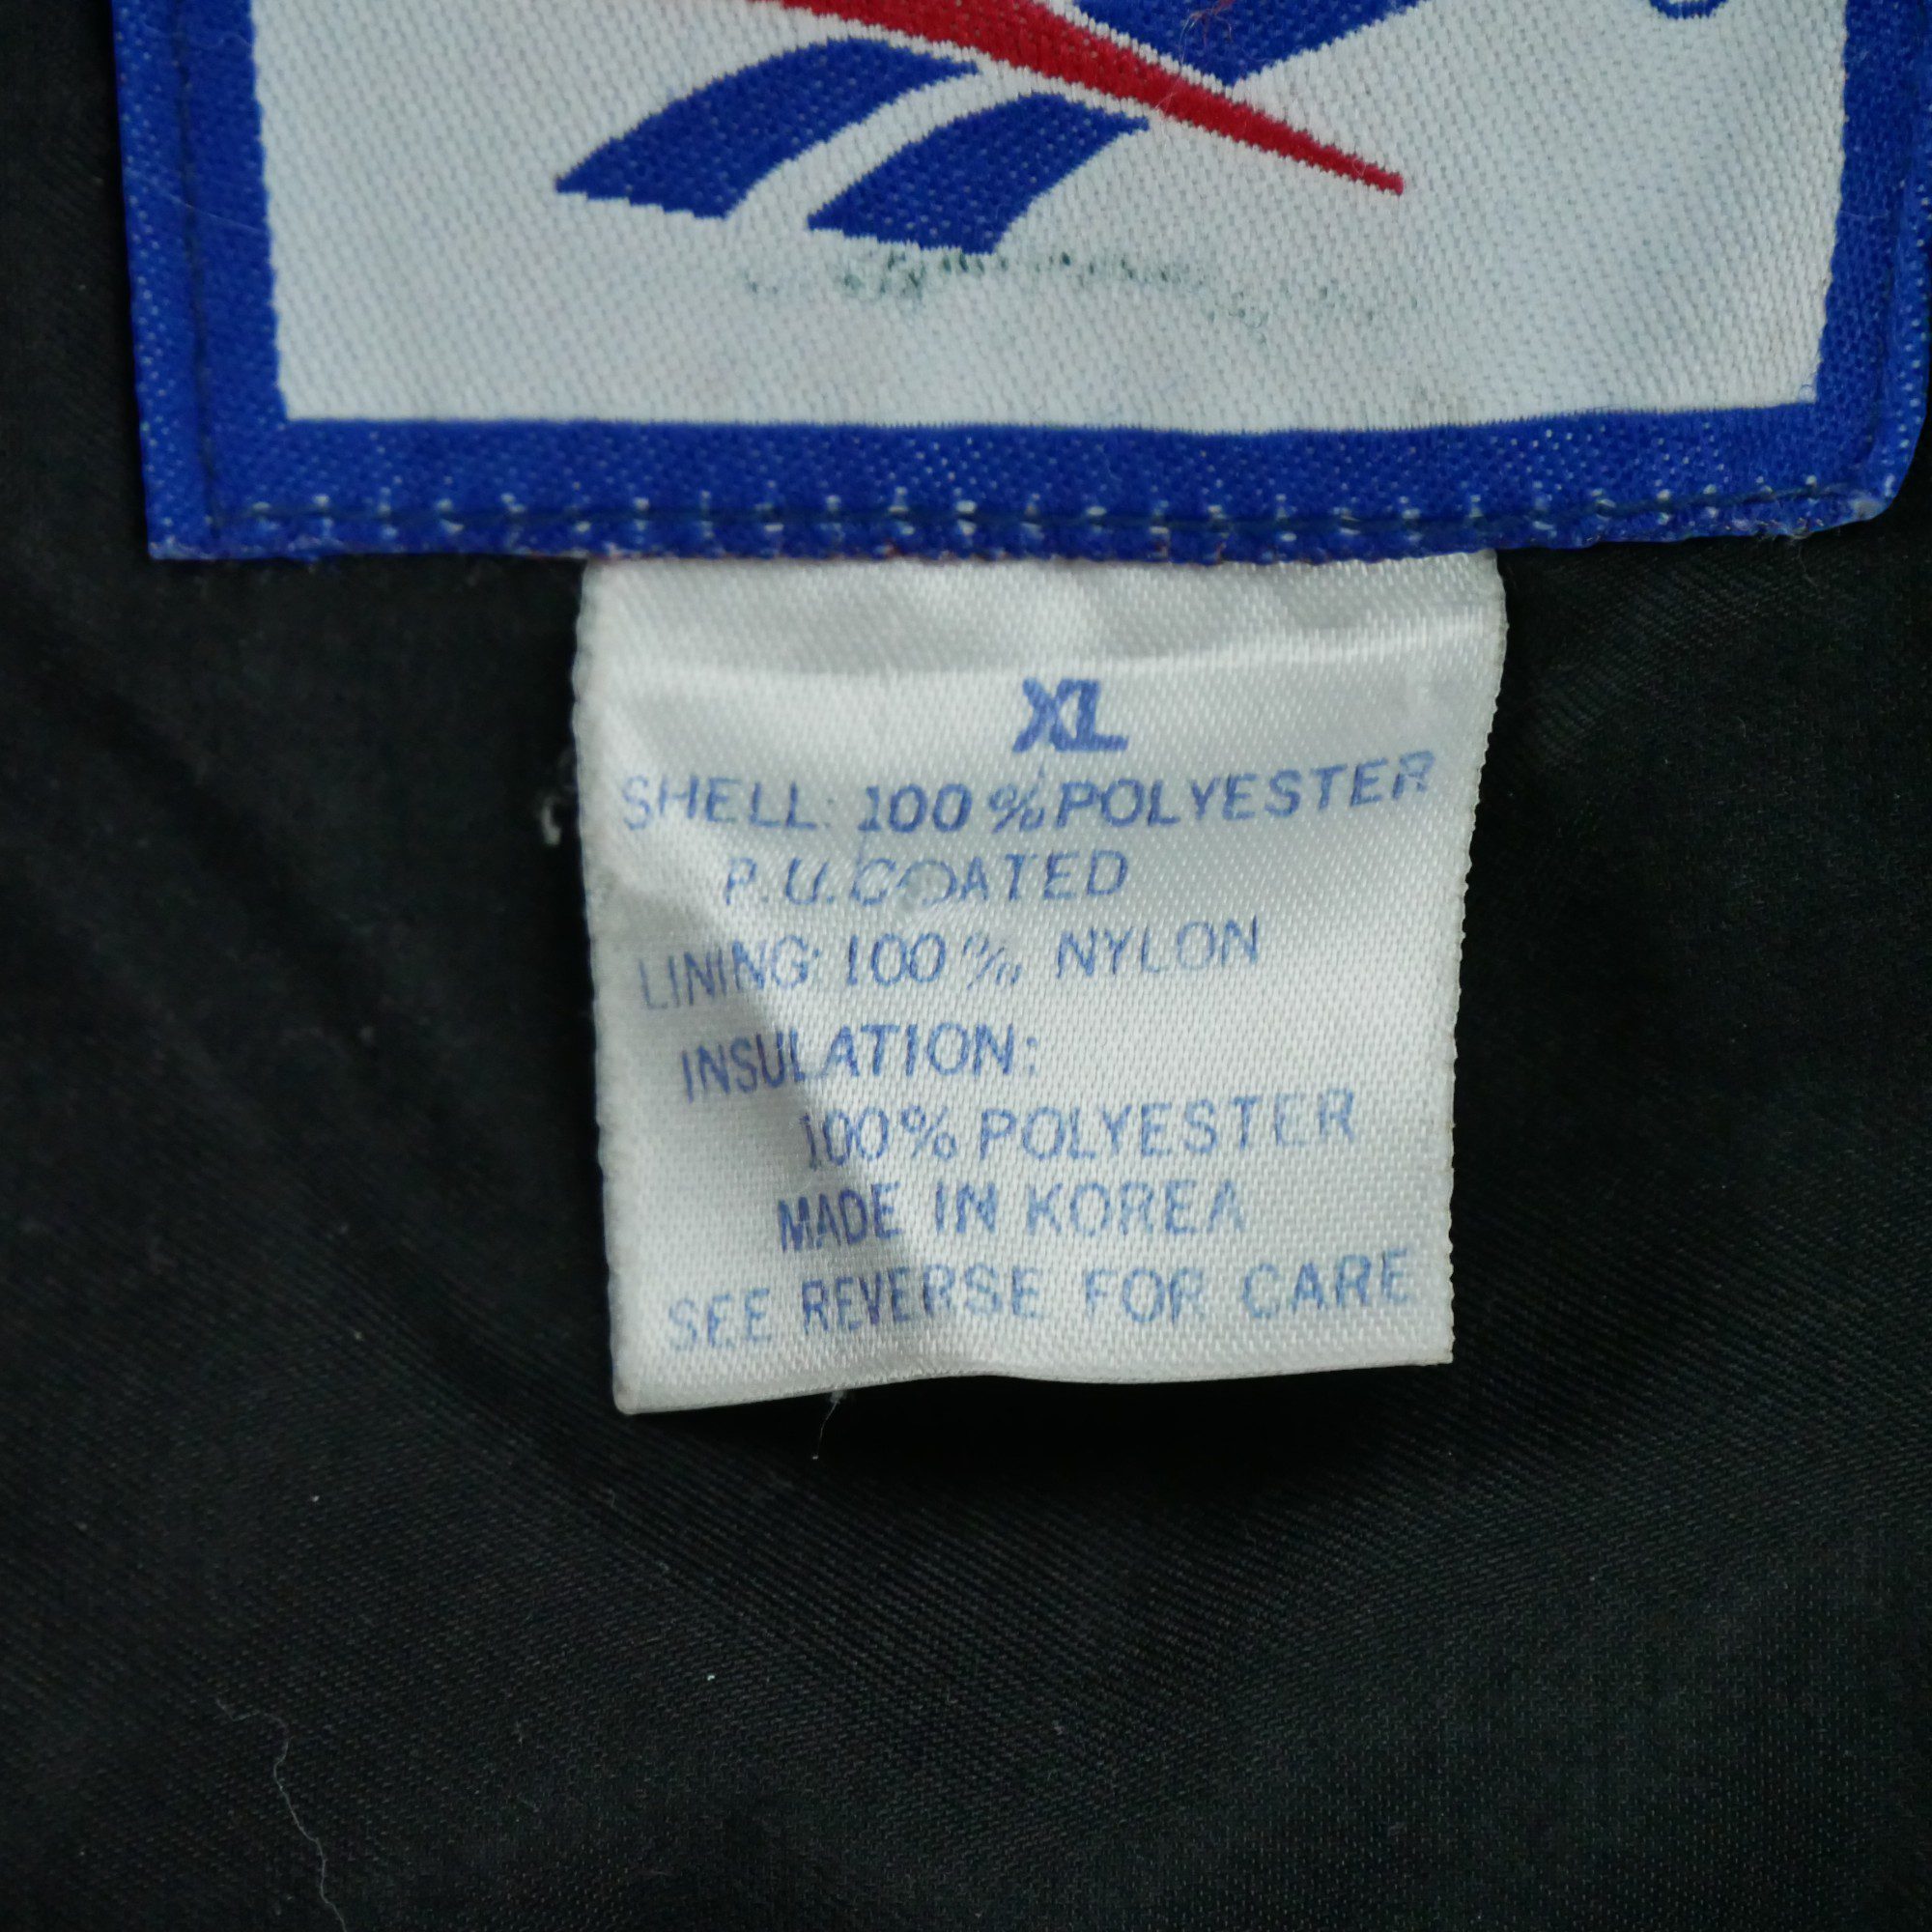 XL
SHELL: 100% POLYESTER
P.U. COATED
LINING: 100% NYLON
INSULATION:
100% POLYESTER
MADE IN KOREA
SEE REVERSE FOR CARE